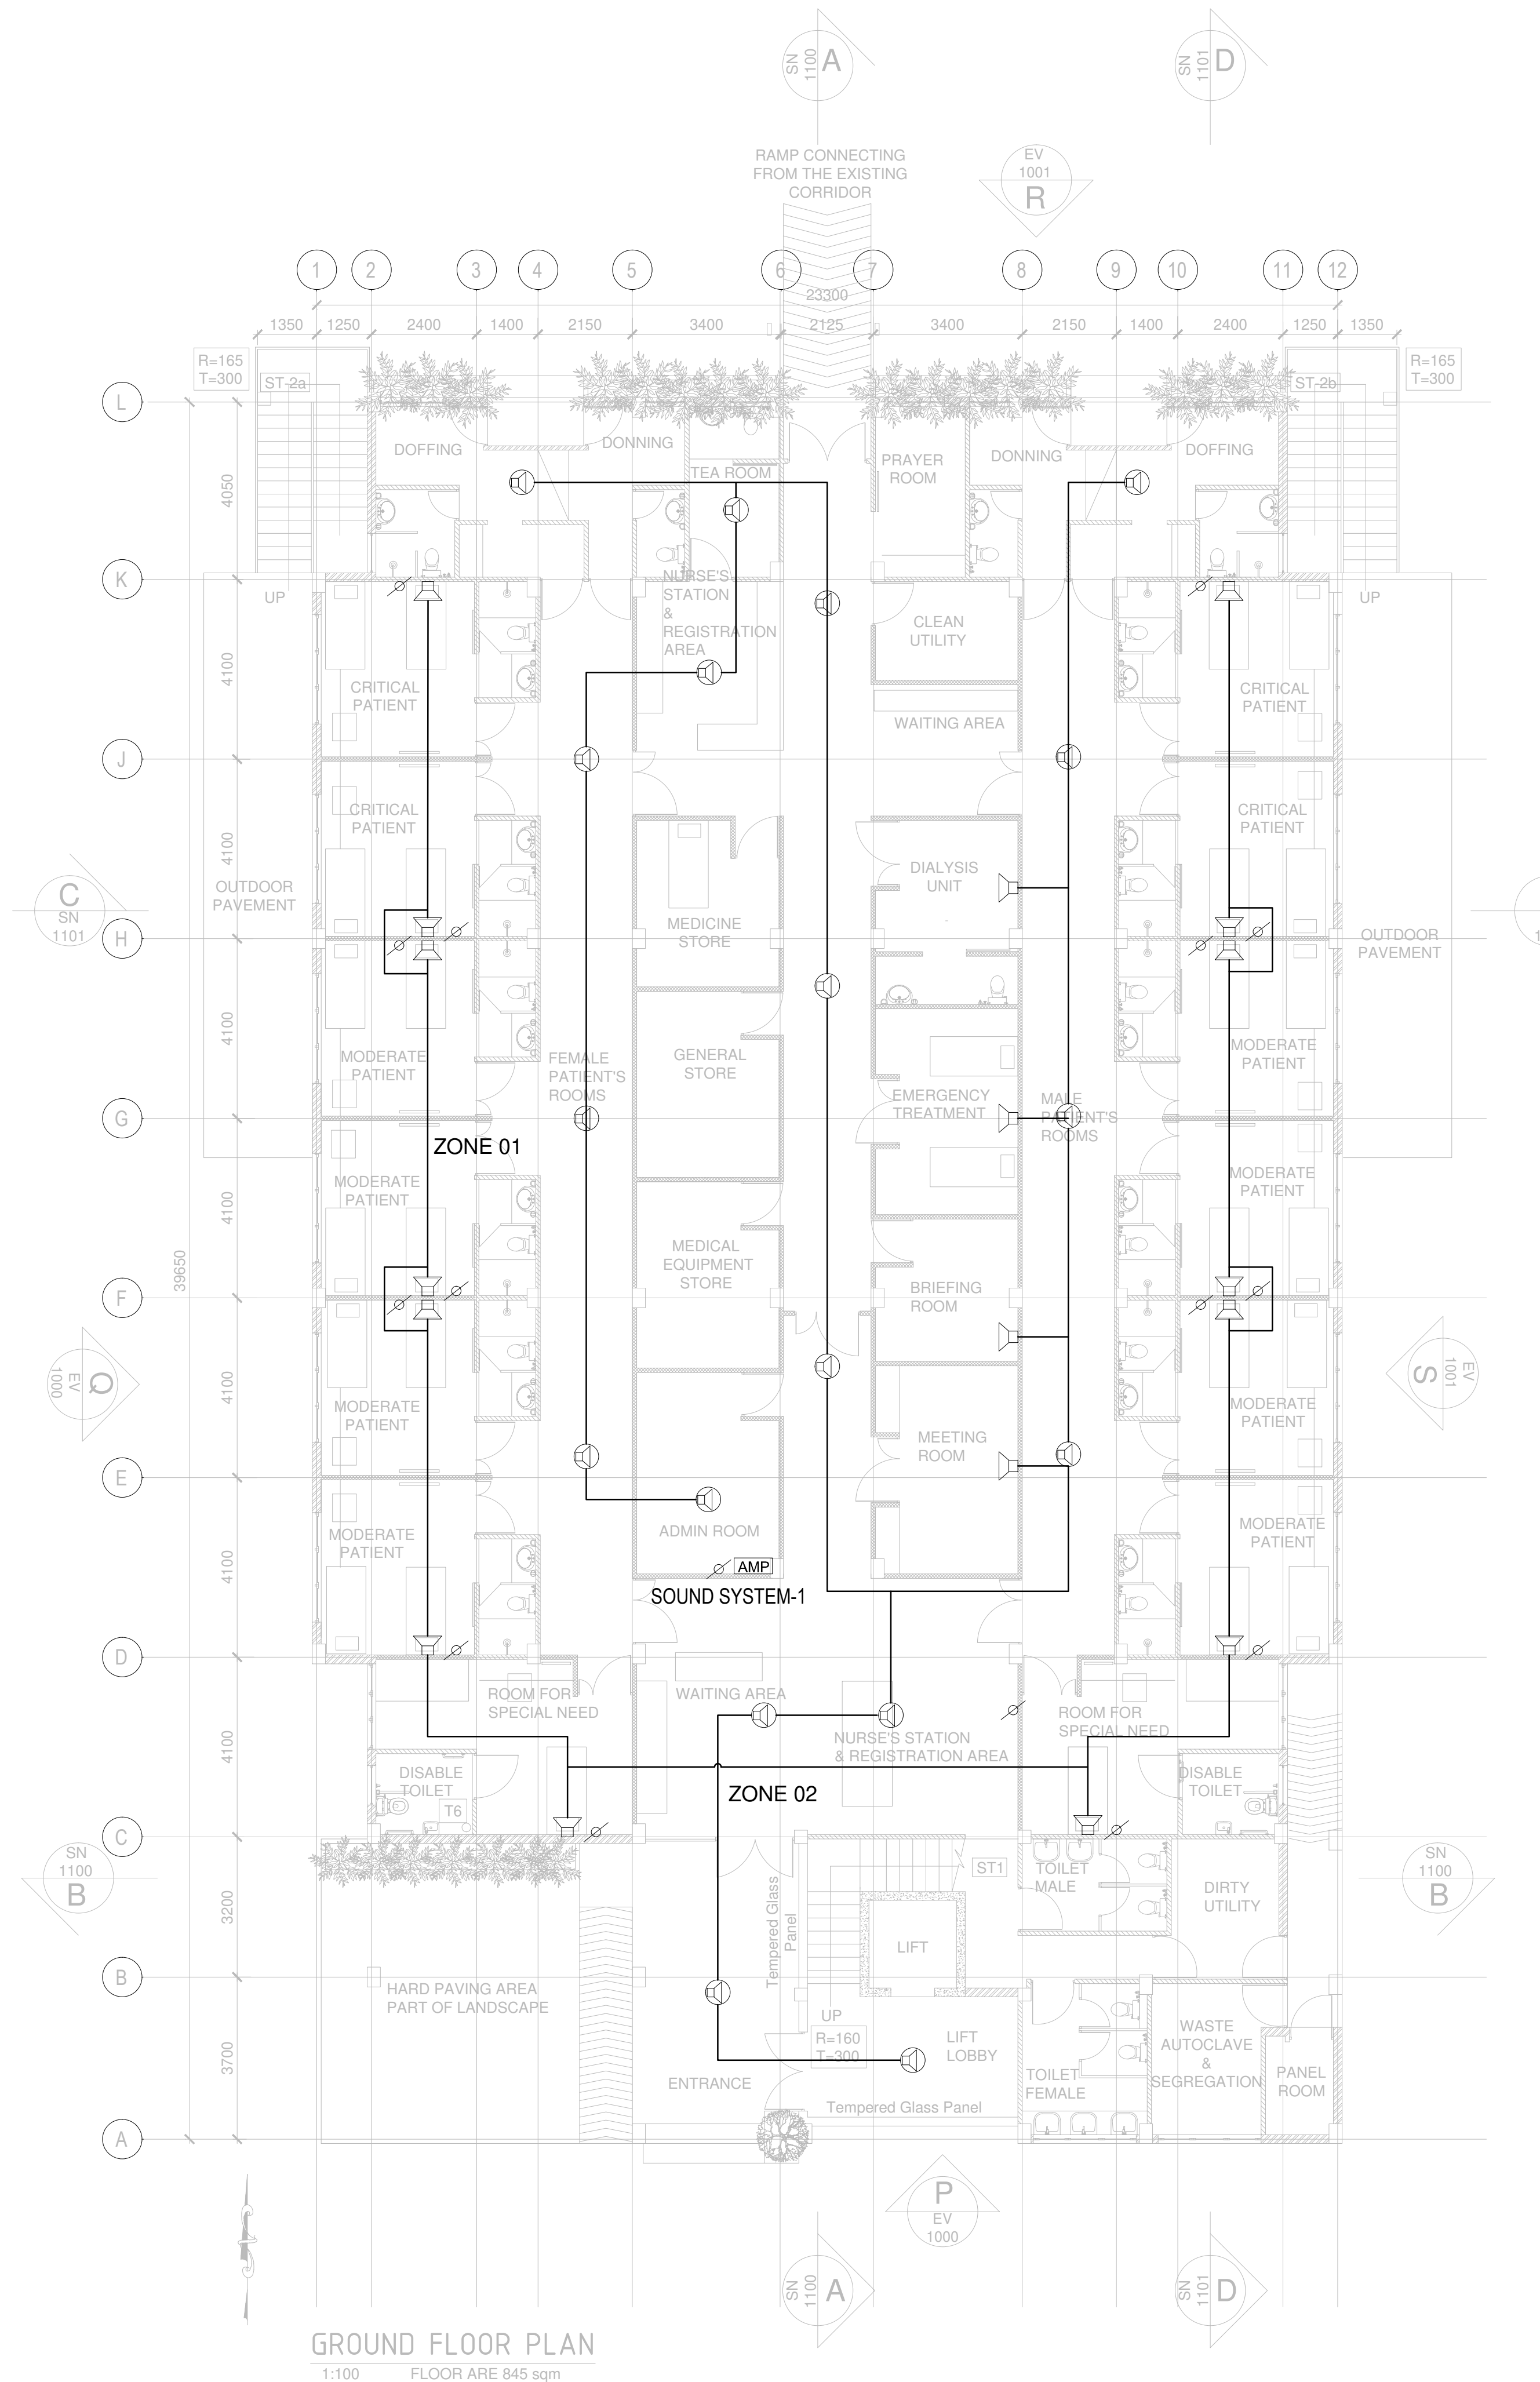 SN
1100
A
SN
1101
D
RAMP CONNECTING
FROM THE EXISTING
CORRIDOR
EV
1001
R
1
2
3
4
5
6
7
8
9
10
11
12
23300
1350
1250
2400
1400
2150
3400
2125
3400
2150
1400
2400
1250
1350
R=165
T=300
ST-2a
ST-2b
R=165
T=300
L
DOFFING
DONNING
TEA ROOM
PRAYER
ROOM
DONNING
DOFFING
4050
K
UP
NURSE'S
STATION
&
REGISTRATION
AREA
CLEAN
UTILITY
UP
4100
CRITICAL
PATIENT
CRITICAL
PATIENT
WAITING AREA
J
CRITICAL
PATIENT
CRITICAL
PATIENT
4100
DIALYSIS
UNIT
OUTDOOR
PAVEMENT
C
SN
1101
H
MEDICINE
STORE
OUTDOOR
PAVEMENT
4100
MODERATE
PATIENT
FEMALE
PATIENT'S
ROOMS
GENERAL
STORE
EMERGENCY
TREATMENT
MALE
PATIENT'S
ROOMS
MODERATE
PATIENT
G
ZONE 01
MODERATE
PATIENT
MODERATE
PATIENT
4100
39650
MEDICAL
EQUIPMENT
STORE
BRIEFING
ROOM
F
Q
EV
1000
S
EV
1001
4100
MODERATE
PATIENT
MODERATE
PATIENT
MEETING
ROOM
E
MODERATE
PATIENT
ADMIN ROOM
MODERATE
PATIENT
4100
AMP
SOUND SYSTEM-1
D
ROOM FOR
SPECIAL NEED
WAITING AREA
NURSE'S STATION
& REGISTRATION AREA
ROOM FOR
SPECIAL NEED
4100
DISABLE
TOILET
T6
ZONE 02
DISABLE
TOILET
C
SN
1100
B
ST1
TOILET
MALE
DIRTY
UTILITY
SN
1100
B
3200
Tempered Glass
Panel
LIFT
B
HARD PAVING AREA
PART OF LANDSCAPE
UP
R=160
T=300
LIFT
LOBBY
WASTE
AUTOCLAVE
&
SEGREGATION
3700
ENTRANCE
TOILET
FEMALE
PANEL
ROOM
Tempered Glass Panel
A
P
EV
1000
SN
1100
A
SN
1101
D
GROUND FLOOR PLAN
1:100
FLOOR ARE 845 sqm